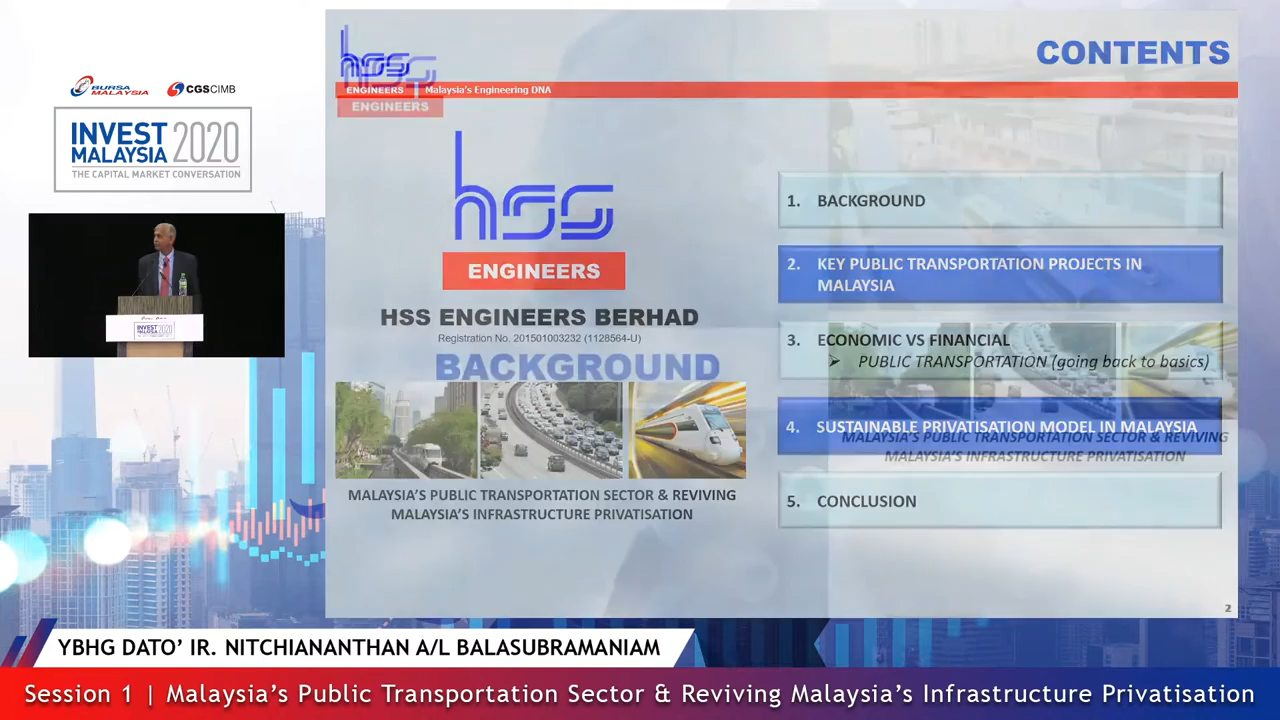 BURSA
MALAYSIA
CGS CIMB
INVEST
MALAYSIA 2020
THE CAPITAL MARKET CONVERSATION
INVEST
MALAYSIA 2020
hss
ENGINEERS
ENGINEERS
Malaysia's Engineering DNA
CONTENTS
hss
ENGINEERS
HSS ENGINEERS BERHAD
Registration No. 201501003232 (1128564-U)
BACKGROUND
MALAYSIA'S PUBLIC TRANSPORTATION SECTOR & REVIVING
MALAYSIA'S INFRASTRUCTURE PRIVATISATION
1. BACKGROUND
2. KEY PUBLIC TRANSPORTATION PROJECTS IN
MALAYSIA
3. ECONOMIC VS FINANCIAL
➢ PUBLIC TRANSPORTATION (going back to basics)
4. SUSTAINABLE PRIVATISATION MODEL IN MALAYSIA
MALAYSIA'S PUBLIC TRANSPORTATION SECTOR & REVIVING
MALAYSIA'S INFRASTRUCTURE PRIVATISATION
5. CONCLUSION
2
YBHG DATO' IR. NITCHIANANTHAN A/L BALASUBRAMANIAM
Session 1 | Malaysia's Public Transportation Sector & Reviving Malaysia's Infrastructure Privatisation